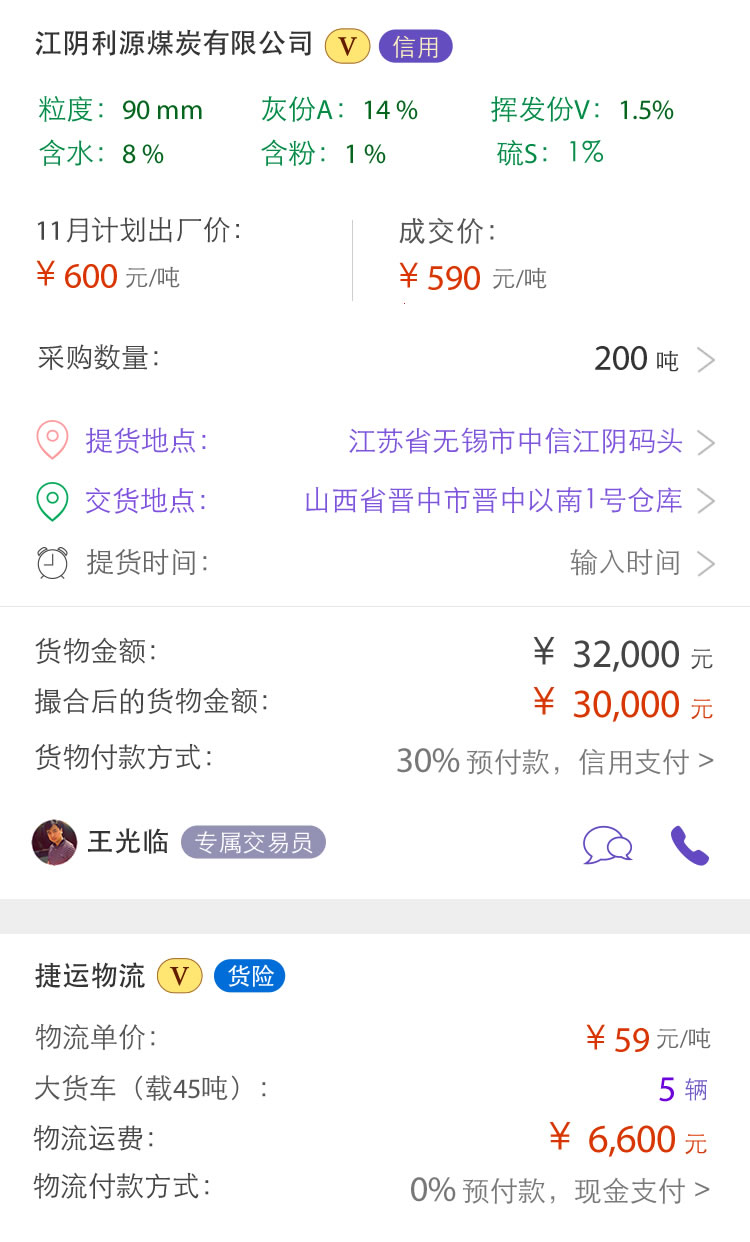 江阴利源煤炭有限公司 V 信用
粒度：90 mm 灰份A：14 % 挥发份V：1.5%
含水：8 % 含粉：1 % 硫S：1%
11月计划出厂价： 成交价：
¥ 600 元/吨 ¥ 590 元/吨
采购数量： 200 吨 >
提货地点： 江苏省无锡市中信江阴码头 >
交货地点： 山西省晋中市晋中以南1号仓库 >
提货时间： 输入时间 >
货物金额： ¥ 32,000 元
撮合后的货物金额： ¥ 30,000 元
货物付款方式： 30% 预付款，信用支付 >
王光临 专属交易员
捷运物流 V 货险
物流单价： ¥ 59 元/吨
大货车（载45吨）： 5 辆
物流运费： ¥ 6,600 元
物流付款方式： 0% 预付款，现金支付 >